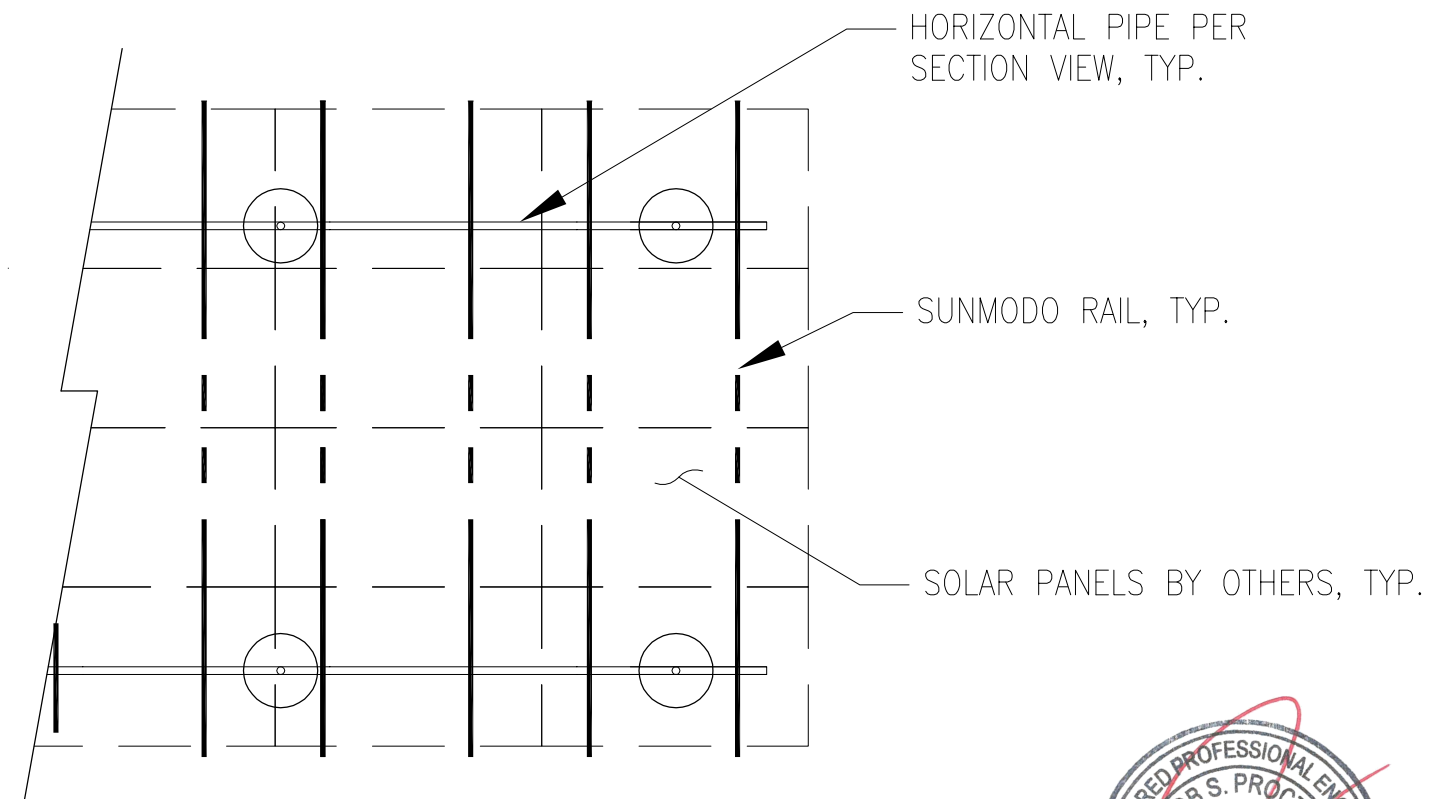 HORIZONTAL PIPE PER
SECTION VIEW, TYP.
SUNMODO RAIL, TYP.
SOLAR PANELS BY OTHERS, TYP.
PROFESSIONAL
S.